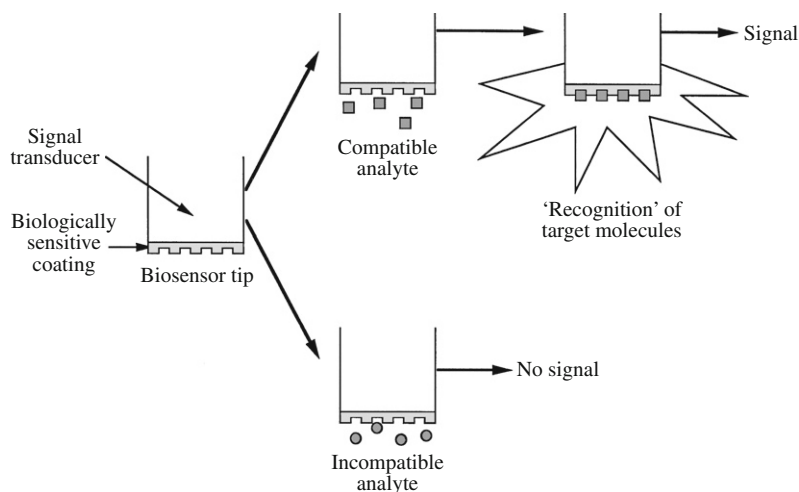 Signal
transducer
Biologically
sensitive
coating
Biosensor tip
Compatible
analyte
Signal
‘Recognition’ of
target molecules
No signal
Incompatible
analyte